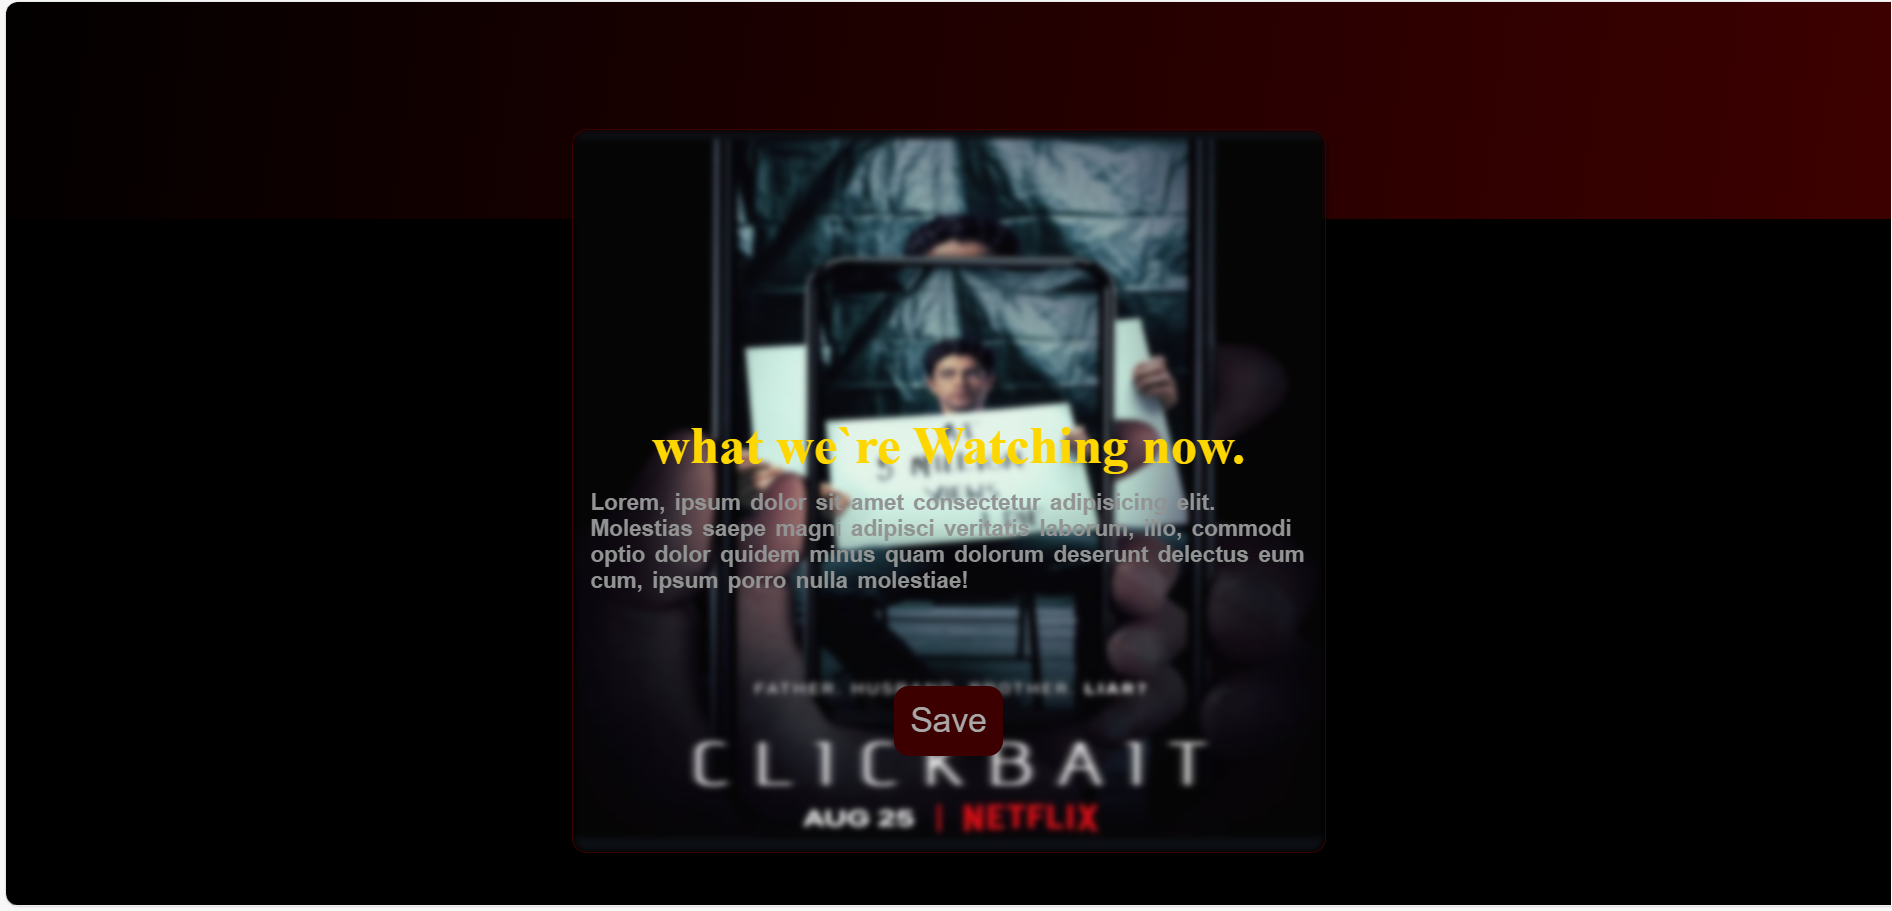 what we`re Watching now.
Lorem, ipsum dolor sit amet consectetur adipisicing elit.
Molestias saepe magni adipisci veritatis laborum, illo, commodi
optio dolor quidem minus quam dolorum deserunt delectus eum
cum, ipsum porro nulla molestiae!
FATHER. HUSBAND. BROTHER. LIAR?
Save
CLICKBAIT
AUG 25 | NETFLIX